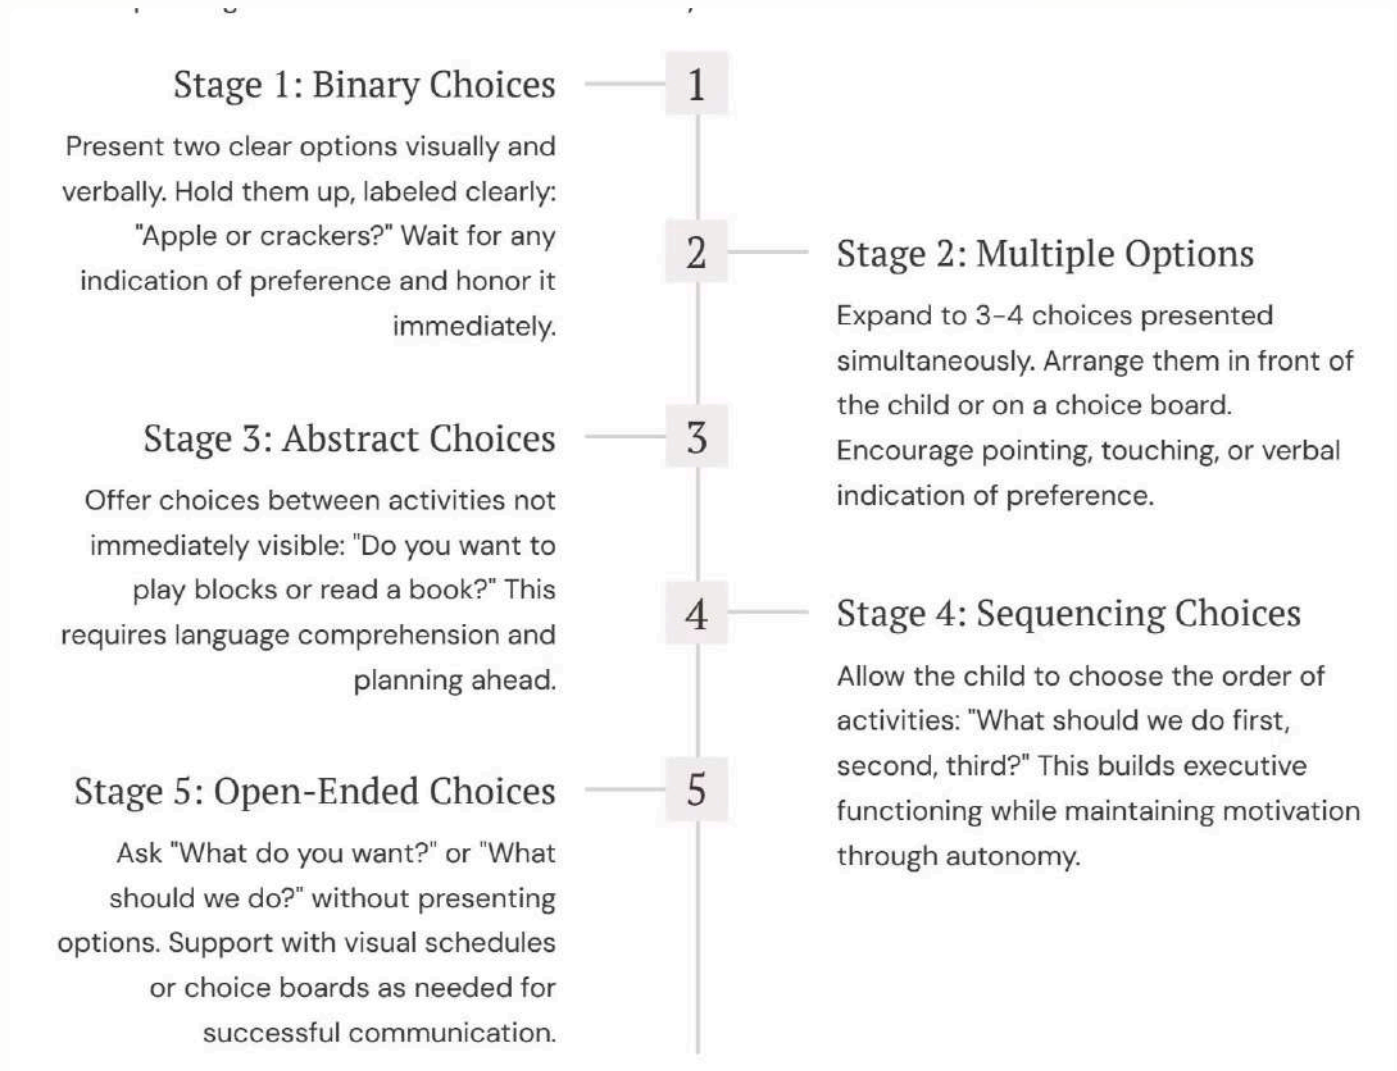 Stage 1: Binary Choices
1
Present two clear options visually and
verbally. Hold them up, labeled clearly:
"Apple or crackers?" Wait for any
indication of preference and honor it
immediately.
2
Stage 2: Multiple Options
Expand to 3-4 choices presented
simultaneously. Arrange them in front of
the child or on a choice board.
Encourage pointing, touching, or verbal
indication of preference.
Stage 3: Abstract Choices
3
Offer choices between activities not
immediately visible: "Do you want to
play blocks or read a book?" This
requires language comprehension and
planning ahead.
4
Stage 4: Sequencing Choices
Allow the child to choose the order of
activities: "What should we do first,
second, third?" This builds executive
functioning while maintaining motivation
through autonomy.
Stage 5: Open-Ended Choices
5
Ask "What do you want?" or "What
should we do?" without presenting
options. Support with visual schedules
or choice boards as needed for
successful communication.